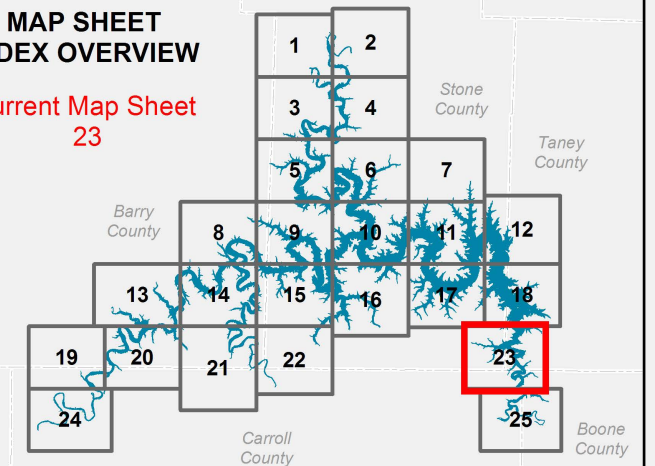 MAP SHEET
DEX OVERVIEW
urrent Map Sheet
23
1
2
3
4
Stone
County
Taney
County
5
6
7
Barry
County
8
9
10
11
12
13
14
15
16
17
18
19
20
21
22
23
24
25
Carroll
County
Boone
County